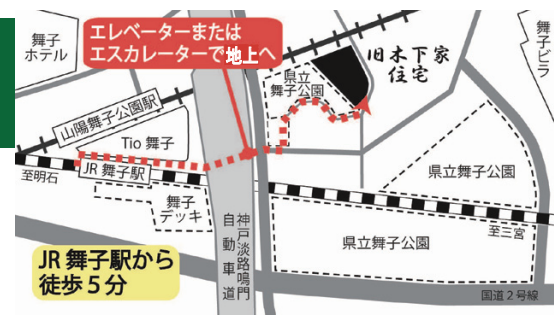 舞子
ホテル
エレベーターまたは
エスカレーターで地上へ
旧木下家
住宅
舞子ビラ
県立
舞子公園
山陽舞子公園駅
Tio 舞子
JR 舞子駅
至明石
舞子
デッキ
神戸淡路鳴門
自動車道
県立舞子公園
県立舞子公園
至三宮
JR 舞子駅から
徒歩5分
国道2号線